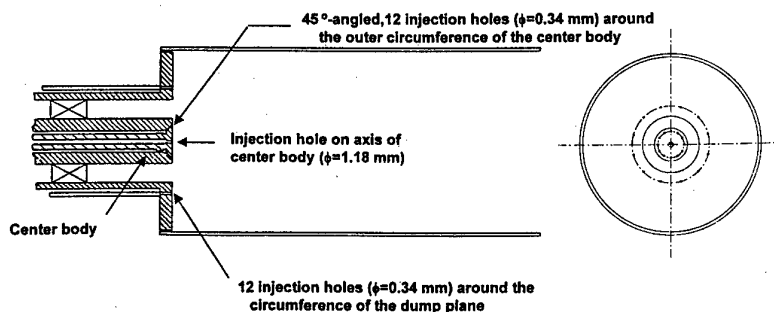 45°-angled,12 injection holes (ϕ=0.34 mm) around
the outer circumference of the center body
Injection hole on axis of
center body (ϕ=1.18 mm)
Center body
12 injection holes (ϕ=0.34 mm) around the
circumference of the dump plane